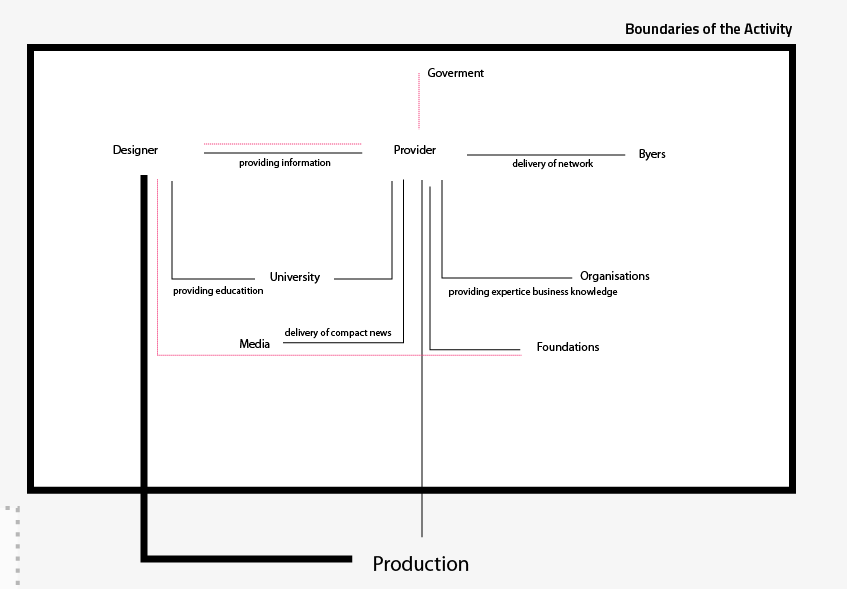 Boundaries of the Activity
Goverment
Designer
Provider
Byers
providing information
delivery of network
University
Organisations
providing educatition
providing expertice business knowledge
delivery of compact news
Media
Foundations
Production